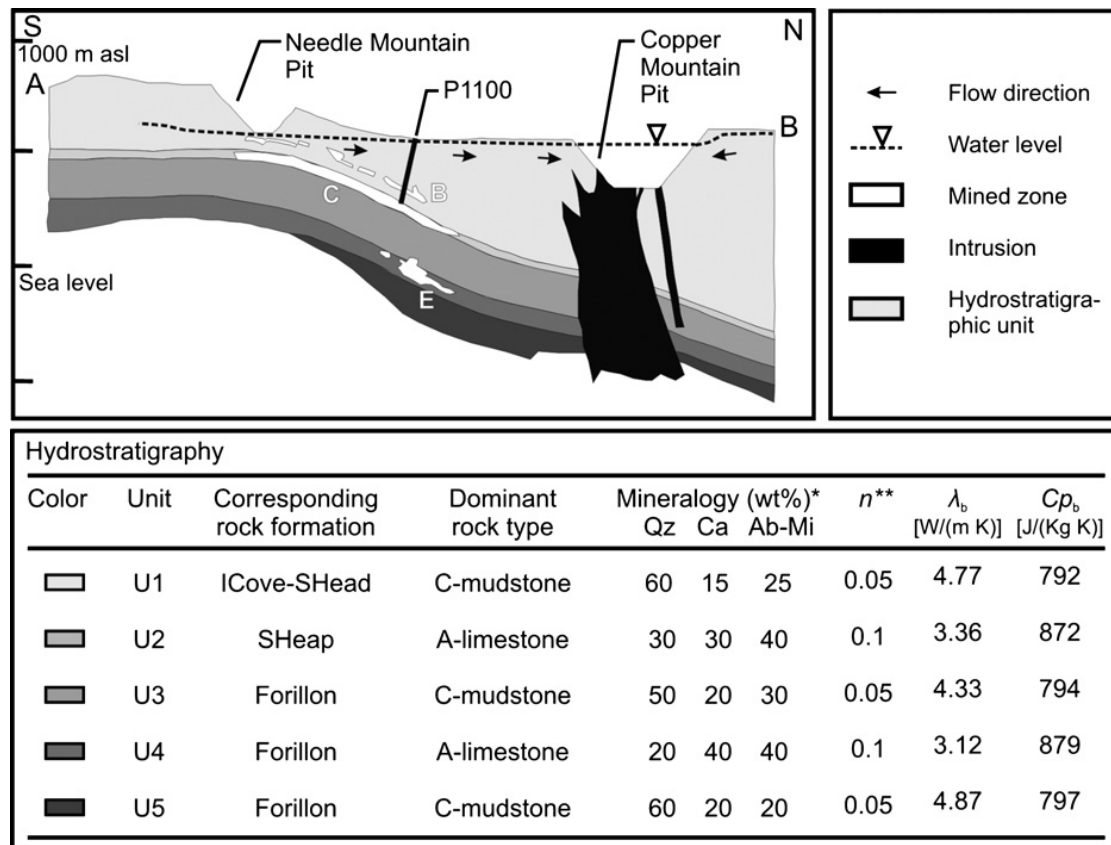 S
N
1000 m asl
A
Needle Mountain
Pit
P1100
Copper
Mountain
Pit
B
C
B
E
Sea level
Flow direction
Water level
Mined zone
Intrusion
Hydrostratigra-
phic unit
Hydrostratigraphy
Color Unit Corresponding rock formation Dominant rock type Mineralogy (wt%)* Qz Ca Ab-Mi n** λb [W/(m K)] Cpb [J/(Kg K)]
U1 ICove-SHead C-mudstone 60 15 25 0.05 4.77 792
U2 SHeap A-limestone 30 30 40 0.1 3.36 872
U3 Forillon C-mudstone 50 20 30 0.05 4.33 794
U4 Forillon A-limestone 20 40 40 0.1 3.12 879
U5 Forillon C-mudstone 60 20 20 0.05 4.87 797